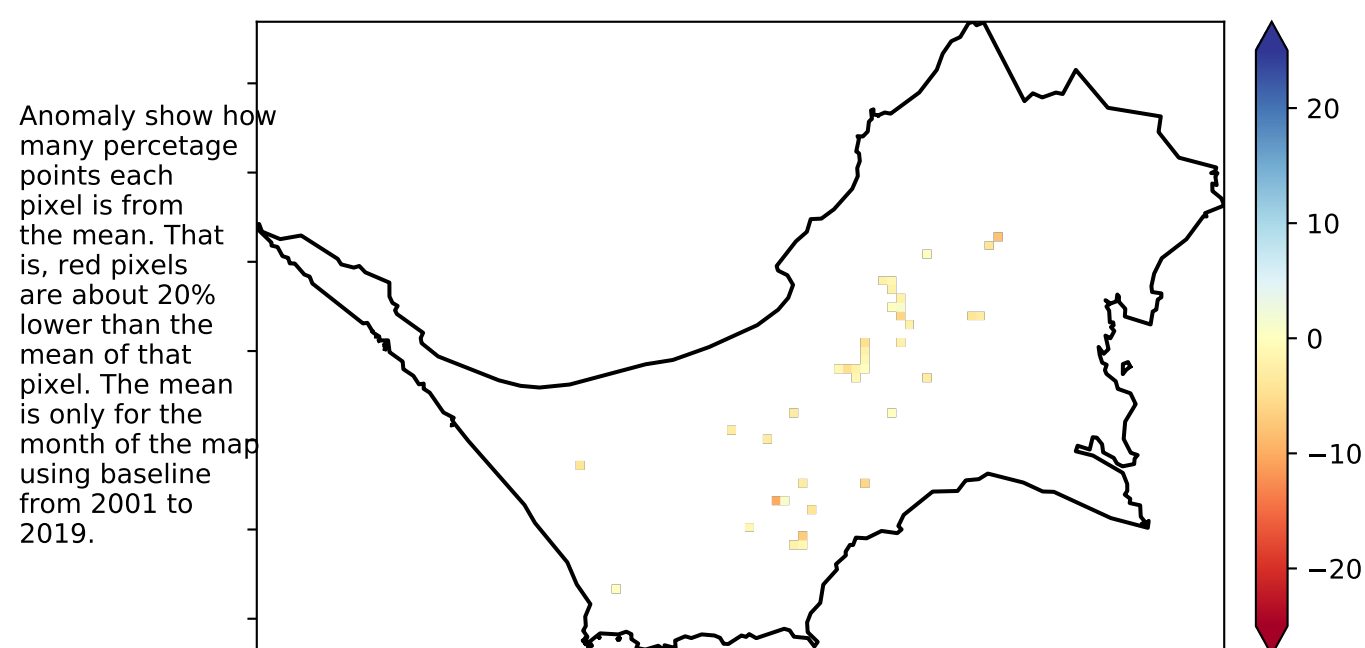 Anomaly show how
many percetage
points each
pixel is from
the mean. That
is, red pixels
are about 20%
lower than the
mean of that
pixel. The mean
is only for the
month of the map
using baseline
from 2001 to
2019.
20
10
0
−10
−20